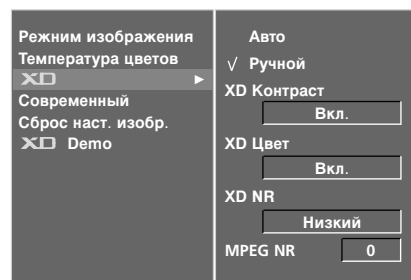 Режним изображения
Температура цветов
XD
Современный
Сброс наст. изобр.
XD Demo
Авто
√ Ручной
XD Контраст
Вкл.
XD Цвет
Вкл.
XD NR
Низкий
MPEG NR 0